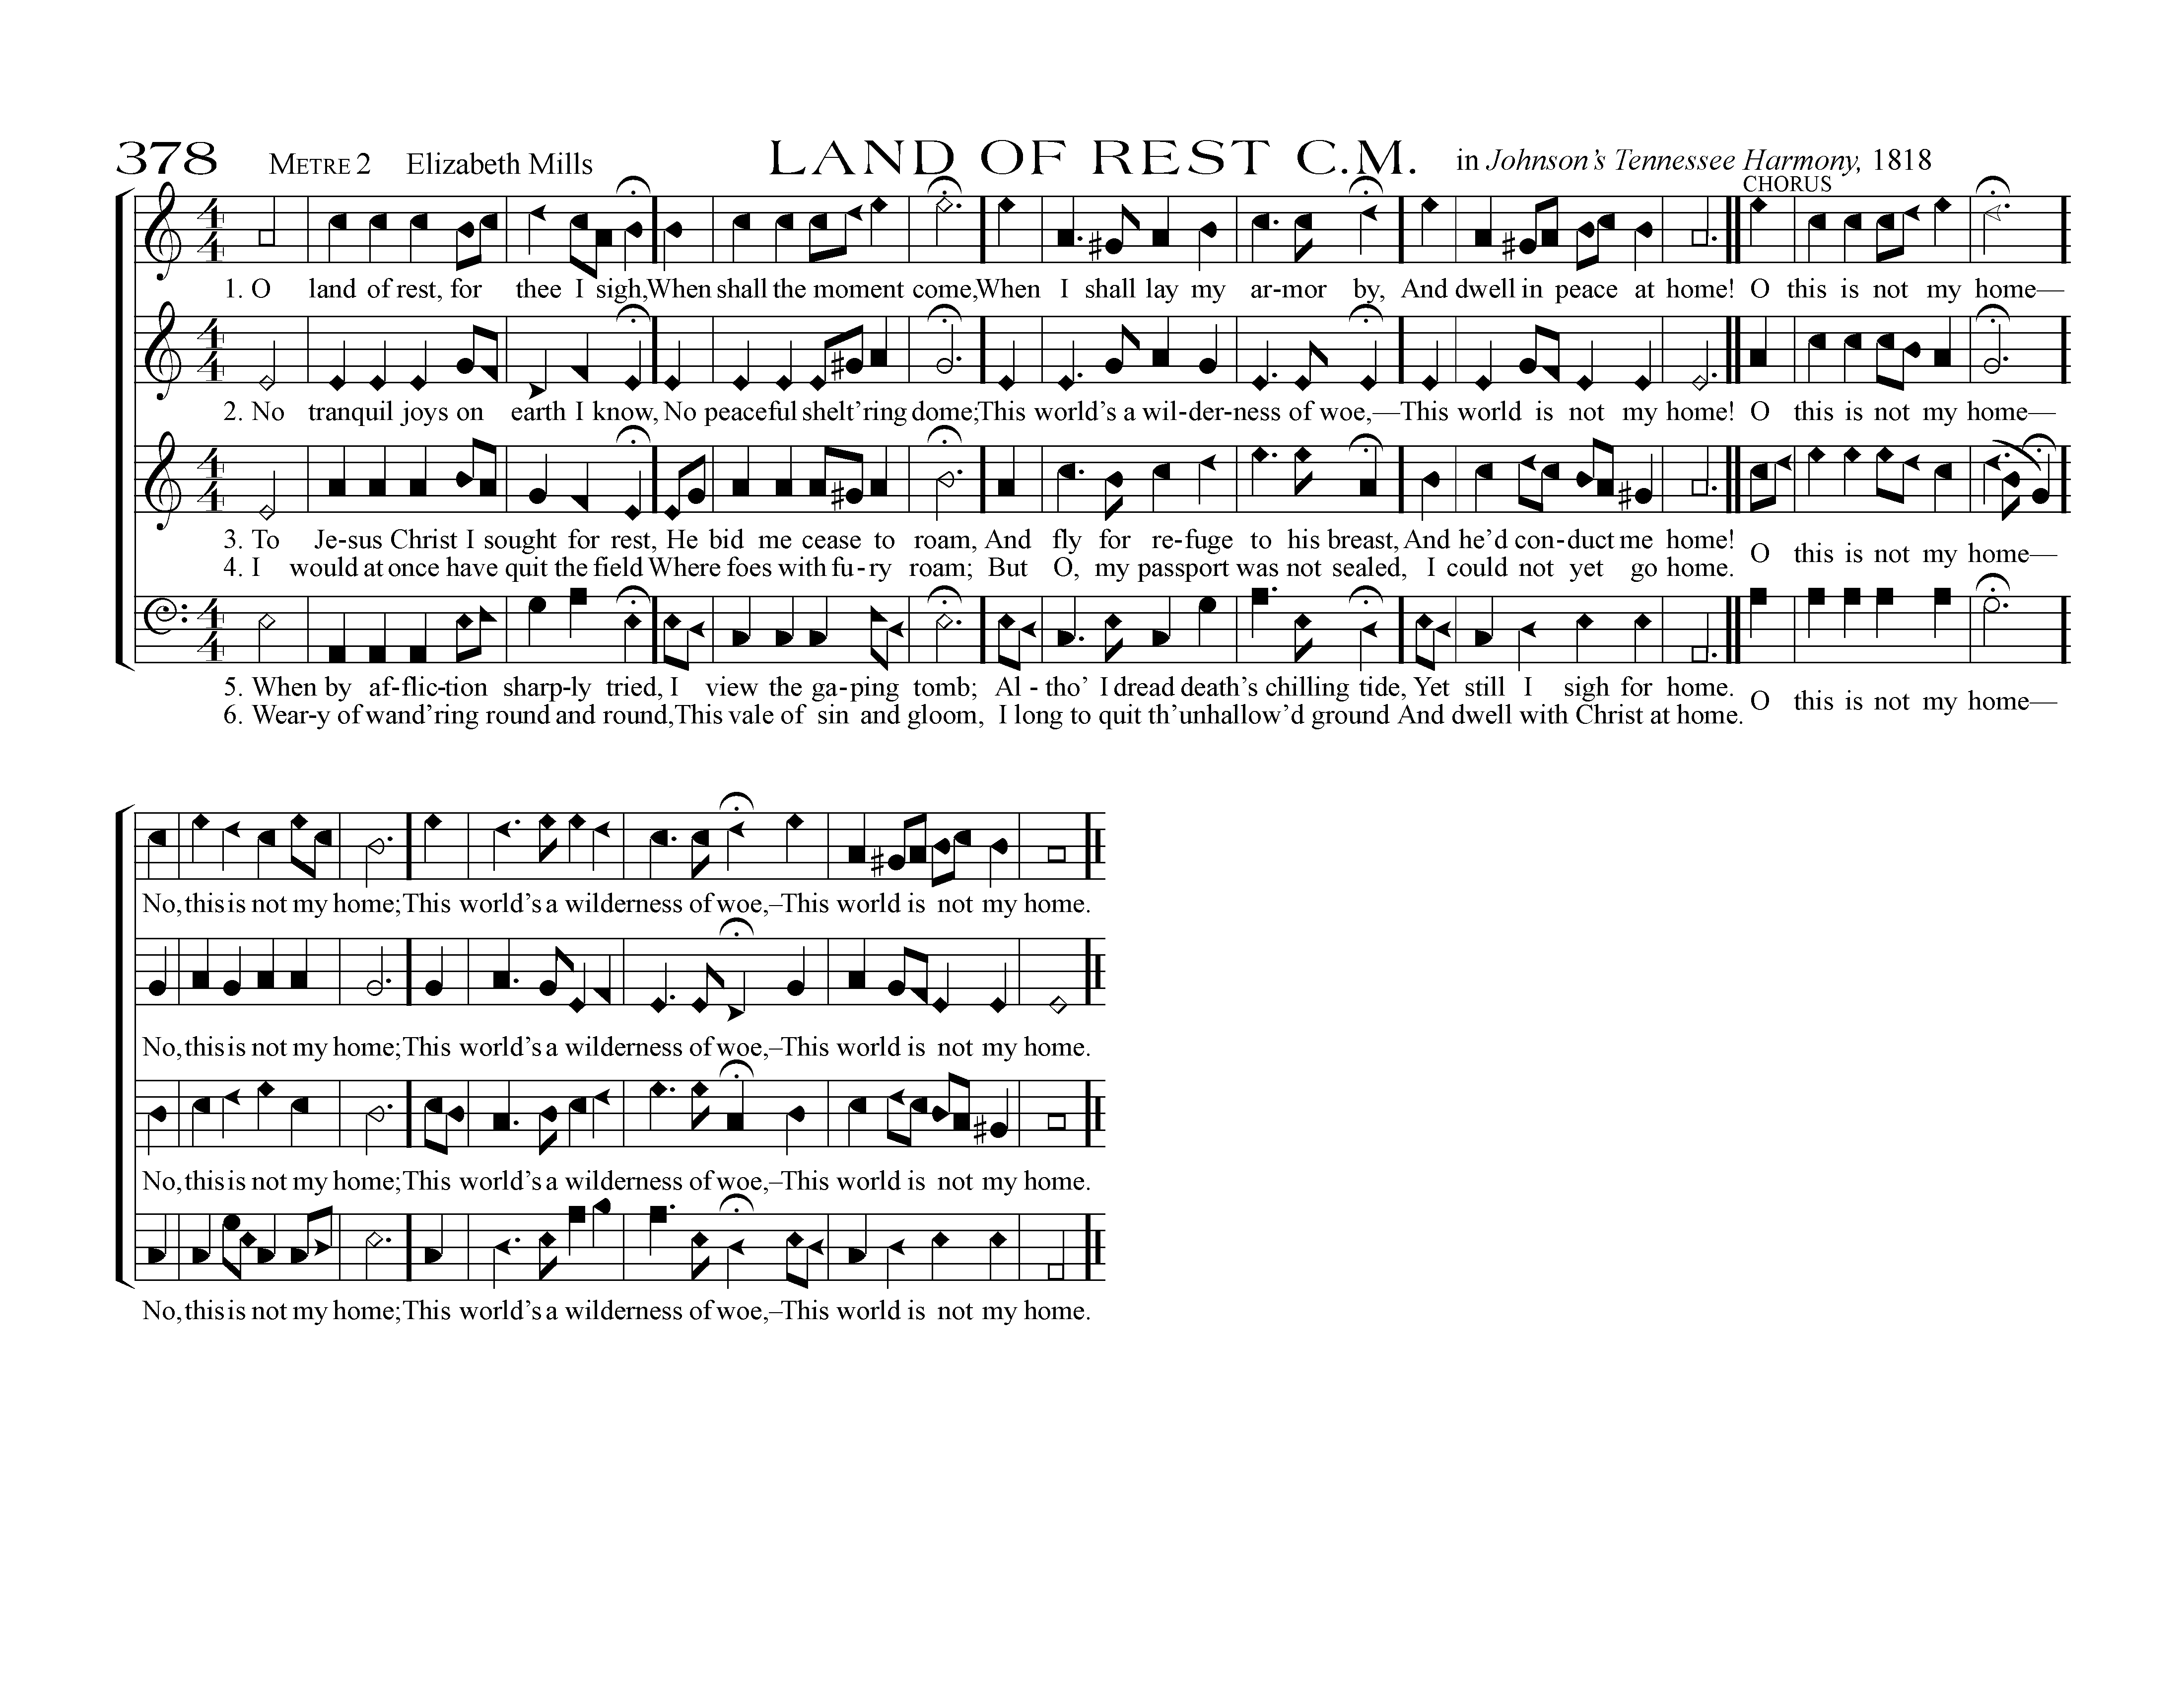 378 METRE 2 Elizabeth Mills LAND OF REST C.M. in Johnson's Tennessee Harmony, 1818
CHORUS
4 4
1. O land of rest, for thee I sigh, When shall the moment come, When I shall lay my ar-mor by, And dwell in peace at home! O this is not my home—
4 4
2. No tranquil joys on earth I know, No peaceful shelt'ring dome; This world's a wil-der-ness of woe,—This world is not my home! O this is not my home—
4 4
3. To Je-sus Christ I sought for rest, He bid me cease to roam, And fly for re-fuge to his breast, And he'd con-duct me home!
4. I would at once have quit the field Where foes with fu-ry roam; But O, my passport was not sealed, I could not yet go home.
O this is not my home—
4 4
5. When by af-flic-tion sharp-ly tried, I view the ga-ping tomb; Al-tho' I dread death's chilling tide, Yet still I sigh for home.
6. Wear-y of wand'ring round and round, This vale of sin and gloom, I long to quit th'unhallow'd ground And dwell with Christ at home.
O this is not my home—
No, this is not my home; This world's a wilderness of woe,–This world is not my home.
No, this is not my home; This world's a wilderness of woe,–This world is not my home.
No, this is not my home; This world's a wilderness of woe,–This world is not my home.
No, this is not my home; This world's a wilderness of woe,–This world is not my home.